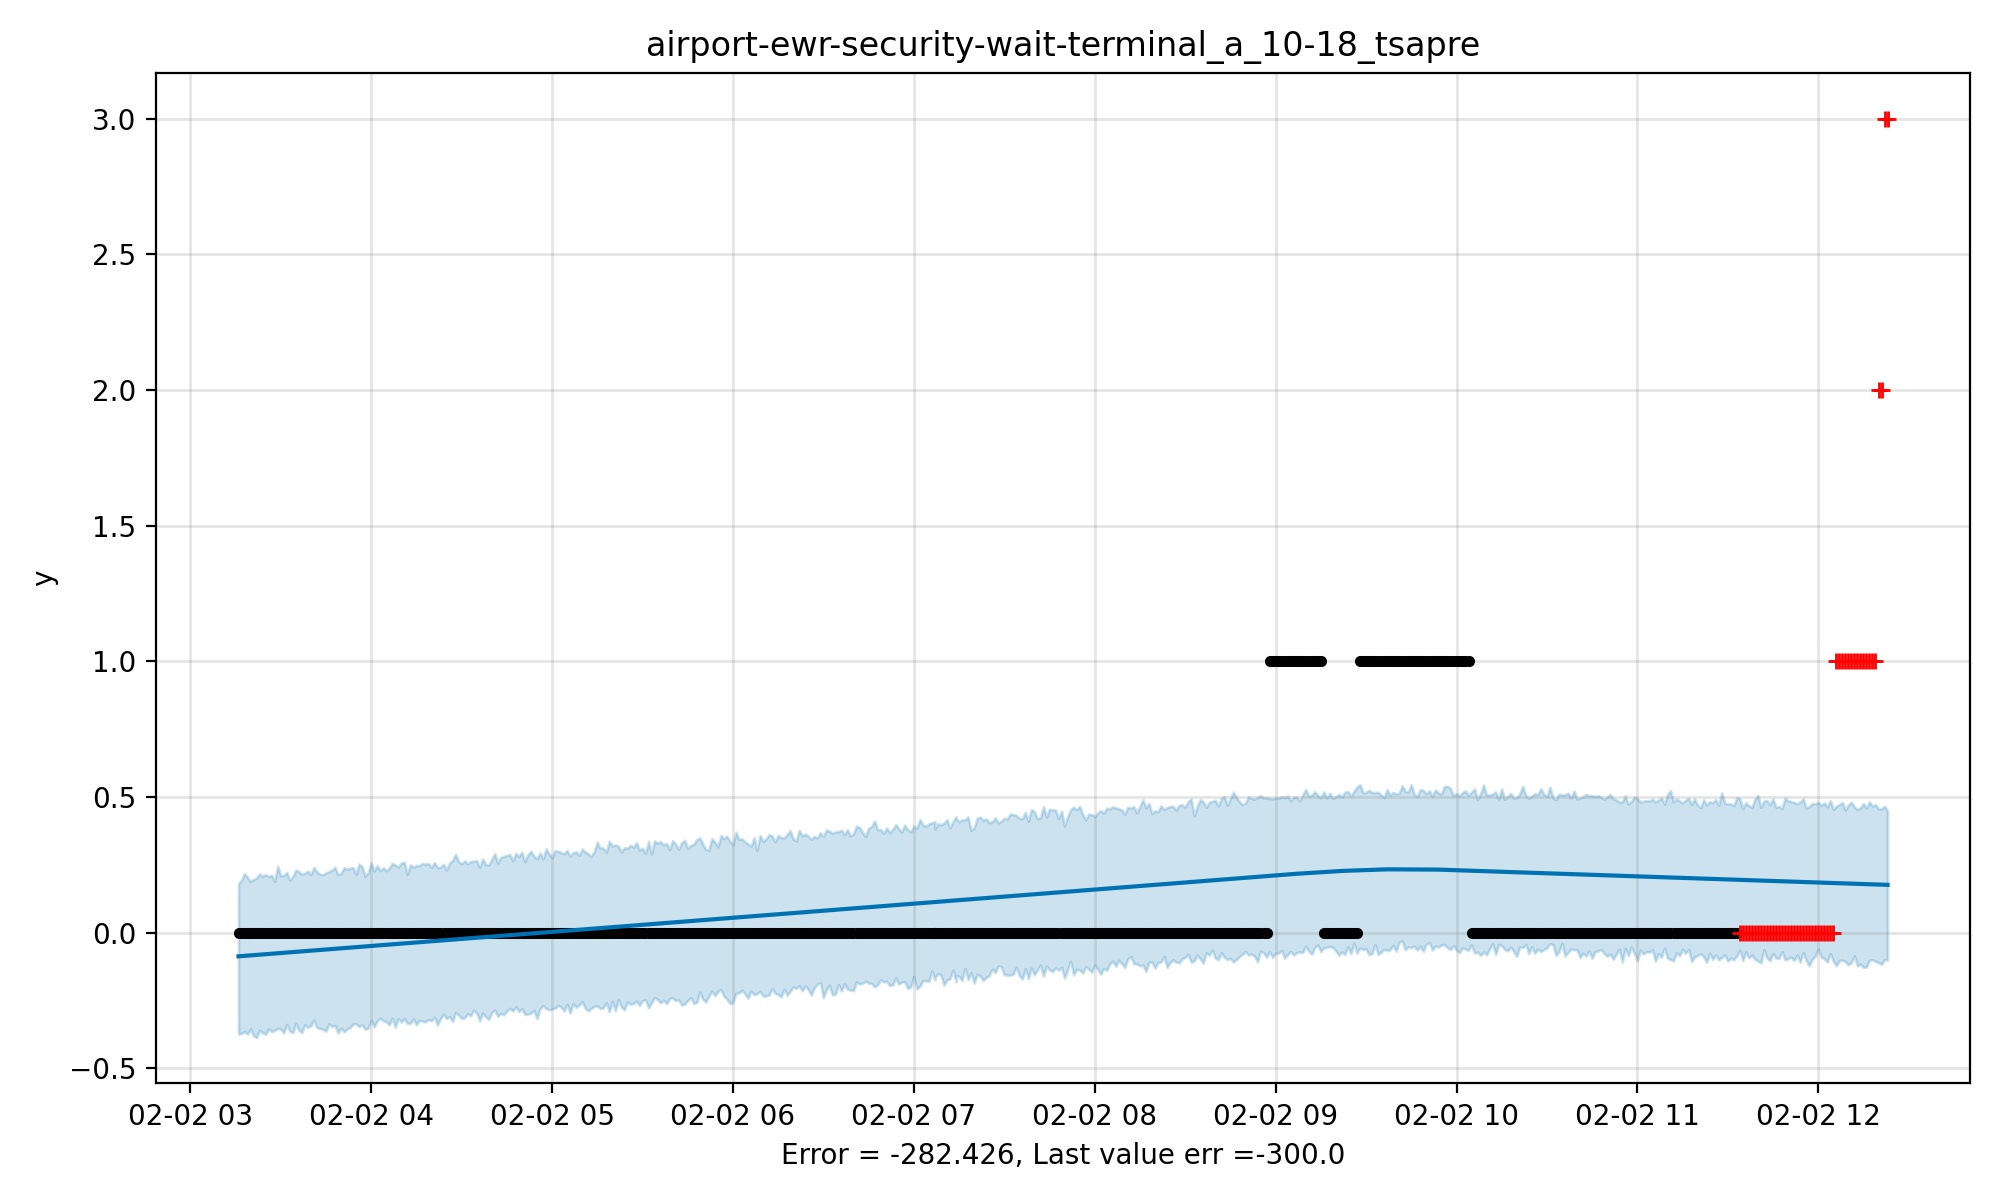 airport-ewr-security-wait-terminal_a_10-18_tsapre
3.0
2.5
2.0
1.5
1.0
0.5
0.0
−0.5
y
02-02 03 02-02 04 02-02 05 02-02 06 02-02 07 02-02 08 02-02 09 02-02 10 02-02 11 02-02 12
Error = -282.426, Last value err =-300.0